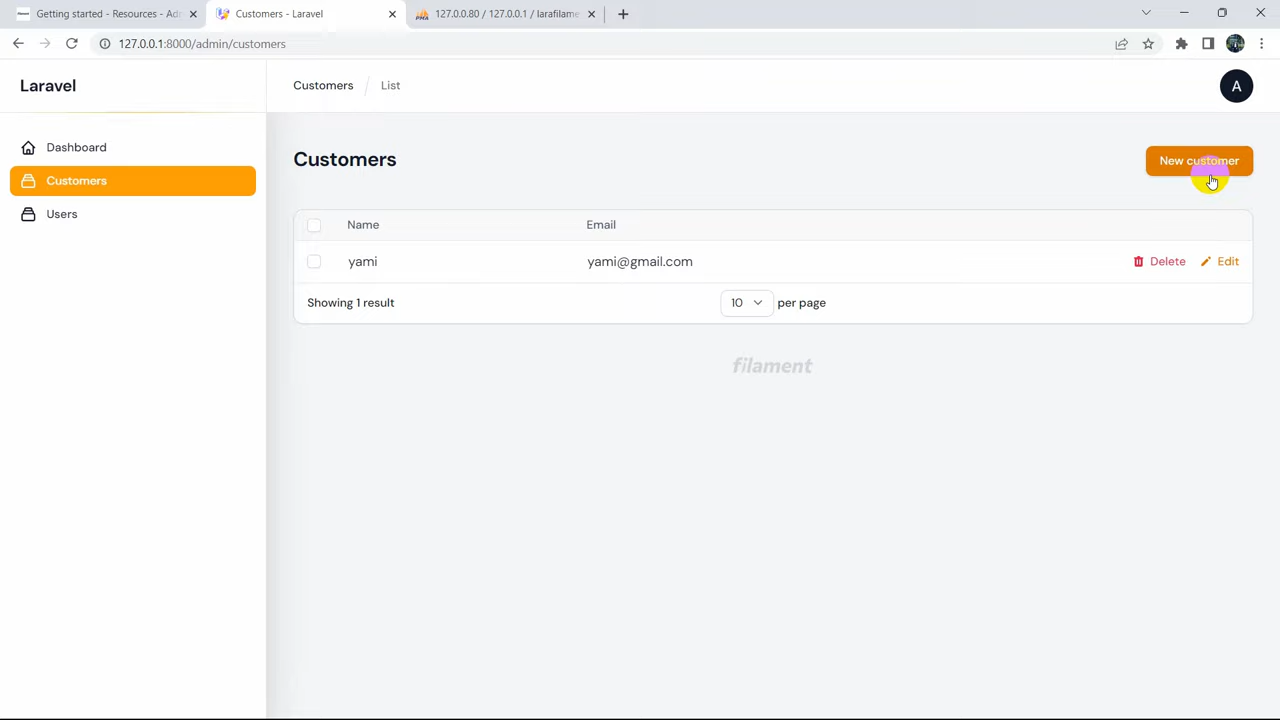 Getting started - Resources - Adm
Customers - Laravel
PMA
127.0.0.80 / 127.0.0.1 / larafilame
127.0.0.1:8000/admin/customers
Laravel
Customers
List
A
Dashboard
Customers
Users
Customers
New customer
Name
Email
yami
yami@gmail.com
Delete
Edit
Showing 1 result
10
per page
filament